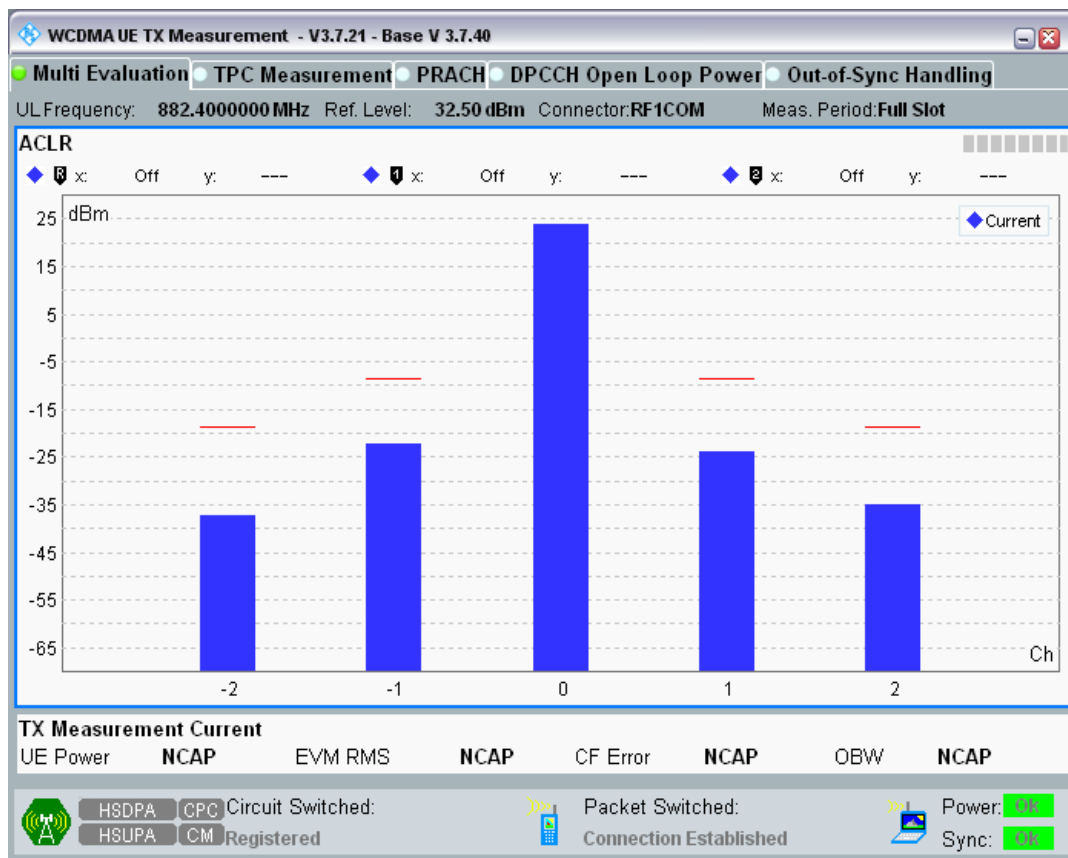 WCDMA UE TX Measurement - V3.7.21 - Base V 3.7.40
Multi Evaluation TPC Measurement PRACH DPCCH Open Loop Power Out-of-Sync Handling
UL Frequency: 882.4000000 MHz Ref. Level: 32.50 dBm Connector:RF1COM Meas. Period:Full Slot
ACLR
R x: Off y: --- 1 x: Off y: --- 2 x: Off y: ---
25 dBm
Current
15
5
-5
-15
-25
-35
-45
-55
-65
Ch
-2 -1 0 1 2
TX Measurement Current
UE Power NCAP EVM RMS NCAP CF Error NCAP OBW NCAP
HSDPA CPC Circuit Switched: Packet Switched: Power: Ok
HSUPA CM Registered Connection Established Sync: Ok